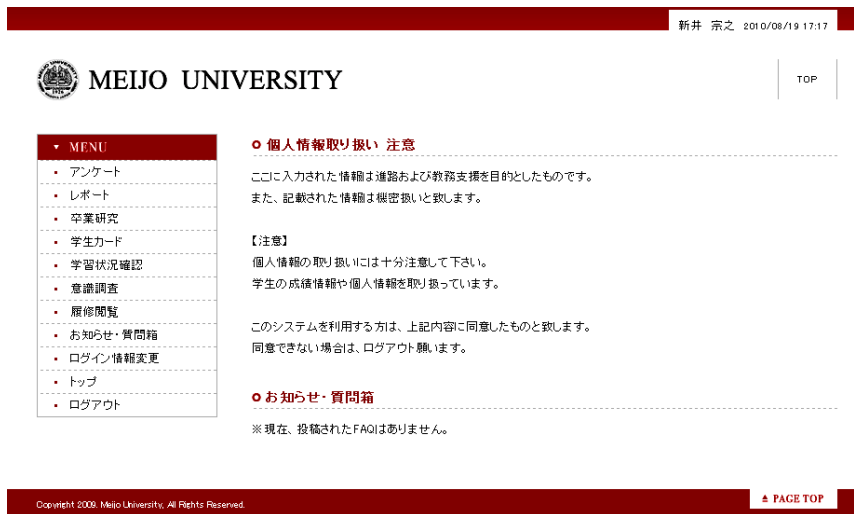 新井 宗之 2010/08/19 17:17
MEIJO UNIVERSITY
TOP
MENU
アンケート
レポート
卒業研究
学生カード
学習状況確認
意識調査
履修閲覧
お知らせ・質問箱
ログイン情報変更
トップ
ログアウト
個人情報取り扱い 注意
ここに入力された情報は進路および教務支援を目的としたものです。
また、記載された情報は機密扱いと致します。
【注意】
個人情報の取り扱いには十分注意して下さい。
学生の成績情報や個人情報を取り扱っています。
このシステムを利用する方は、上記内容に同意したものと致します。
同意できない場合は、ログアウト願います。
お知らせ・質問箱
※現在、投稿されたFAQはありません。
Copyright 2009. Meijo University, All Rights Reserved.
PAGE TOP